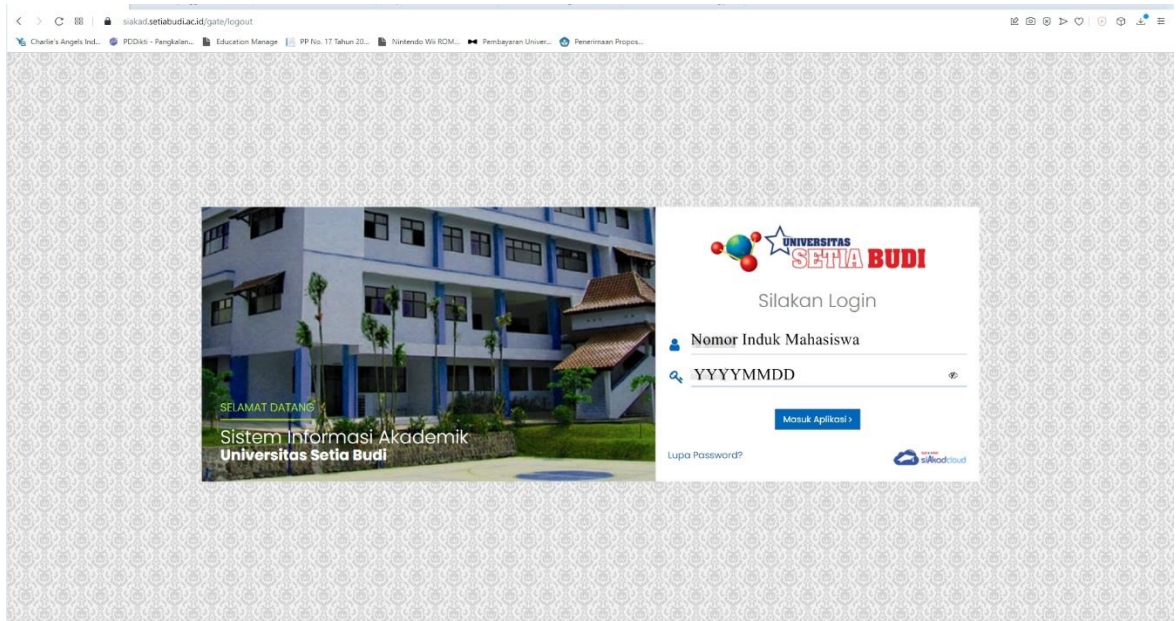 siakad.setiabudi.ac.id/gate/logout
Charlie's Angels Ind...
PDDikti - Pangkalan...
Education Manage
PP No. 17 Tahun 20...
Nintendo Wii ROM...
Pembayaran Univer...
Penerimaan Propos...
UNIVERSITAS
SETIA BUDI
Silakan Login
Nomor Induk Mahasiswa
YYYYMMDD
Masuk Aplikasi >
Lupa Password?
siAkadcloud
SELAMAT DATANG
Sistem Informasi Akademik
Universitas Setia Budi